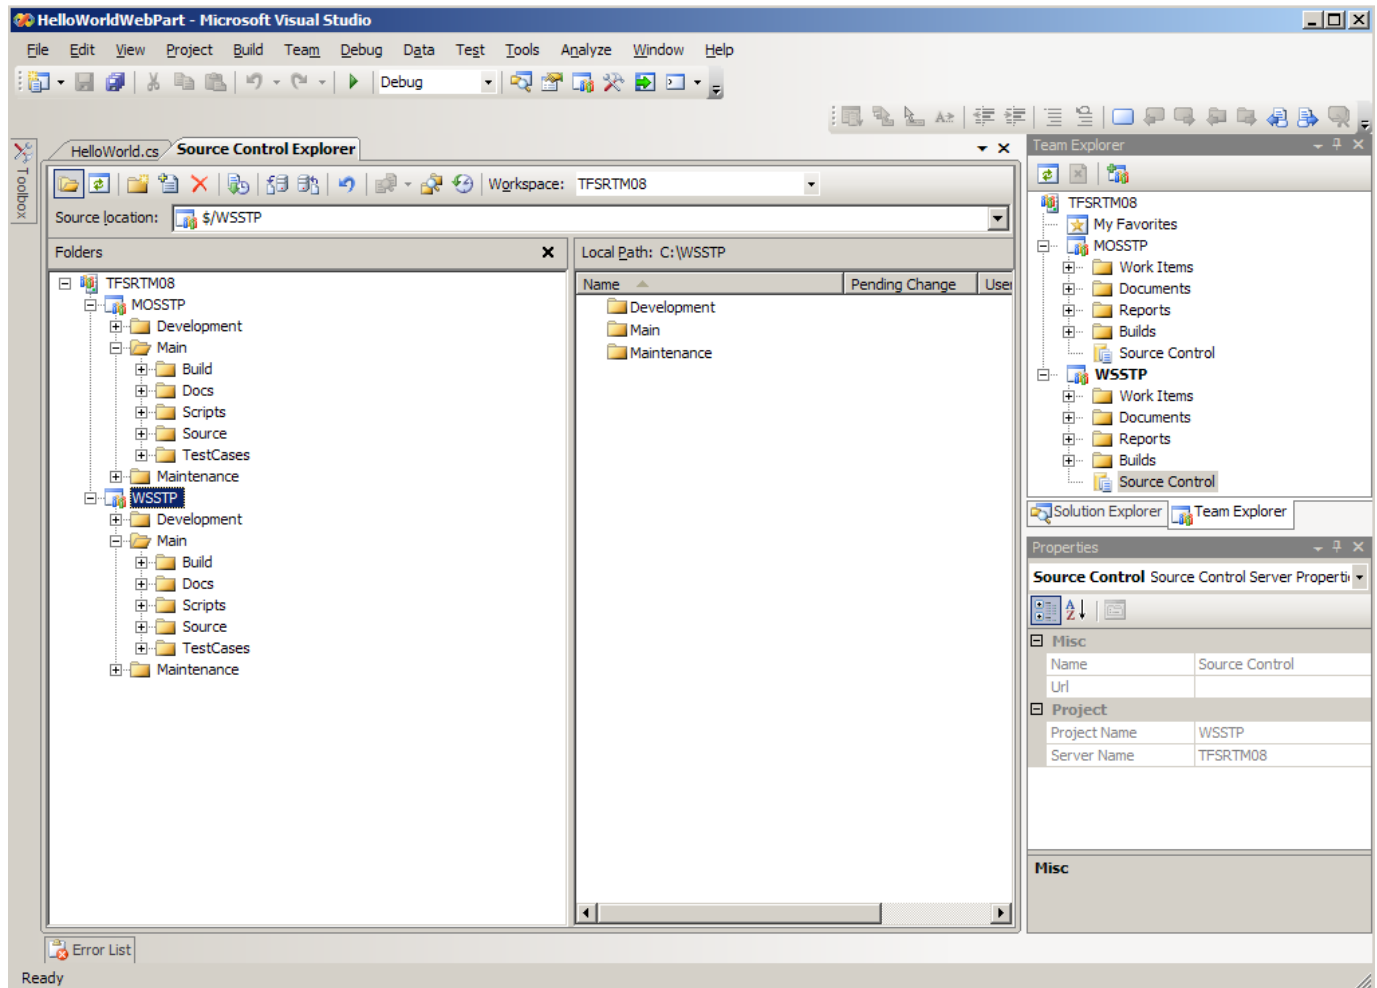 HelloWorldWebPart - Microsoft Visual Studio
File Edit View Project Build Team Debug Data Test Tools Analyze Window Help
Debug
Toolbox
HelloWorld.cs Source Control Explorer
Workspace: TFSRTM08
Source location: $/WSSTP
Folders
TFSRTM08
MOSSTP
Development
Main
Build
Docs
Scripts
Source
TestCases
Maintenance
WSSTP
Development
Main
Build
Docs
Scripts
Source
TestCases
Maintenance
Local Path: C:\WSSTP
Name Pending Change User
Development
Main
Maintenance
Team Explorer
TFSRTM08
My Favorites
MOSSTP
Work Items
Documents
Reports
Builds
Source Control
WSSTP
Work Items
Documents
Reports
Builds
Source Control
Solution Explorer Team Explorer
Properties
Source Control Source Control Server Properti
Misc
Name Source Control
Url
Project
Project Name WSSTP
Server Name TFSRTM08
Misc
Error List
Ready